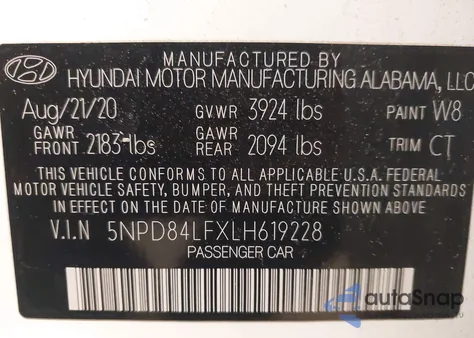 MANUFACTURED BY
HYUNDAI MOTOR MANUFACTURING ALABAMA, LLC
Aug/21/20 GVWR 3924 lbs PAINT W8
GAWR FRONT 2183 lbs GAWR REAR 2094 lbs TRIM CT
THIS VEHICLE CONFORMS TO ALL APPLICABLE U.S.A. FEDERAL
MOTOR VEHICLE SAFETY, BUMPER, AND THEFT PREVENTION STANDARDS
IN EFFECT ON THE DATE OF MANUFACTURE SHOWN ABOVE
V.I.N 5NPD84LFXLH619228
PASSENGER CAR
autoSnap